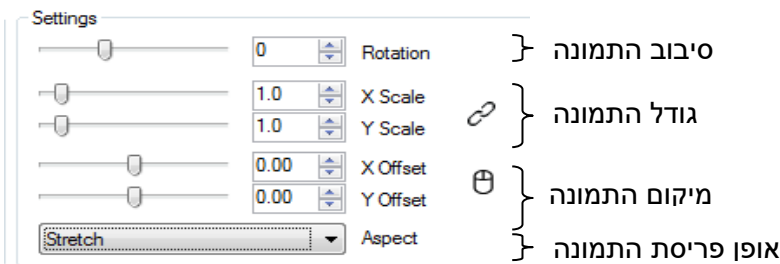 Settings
0 Rotation סיבוב התמונה
1.0 X Scale
גודל התמונה
1.0 Y Scale
0.00 X Offset
מיקום התמונה
0.00 Y Offset
Stretch Aspect אופן פריסת התמונה